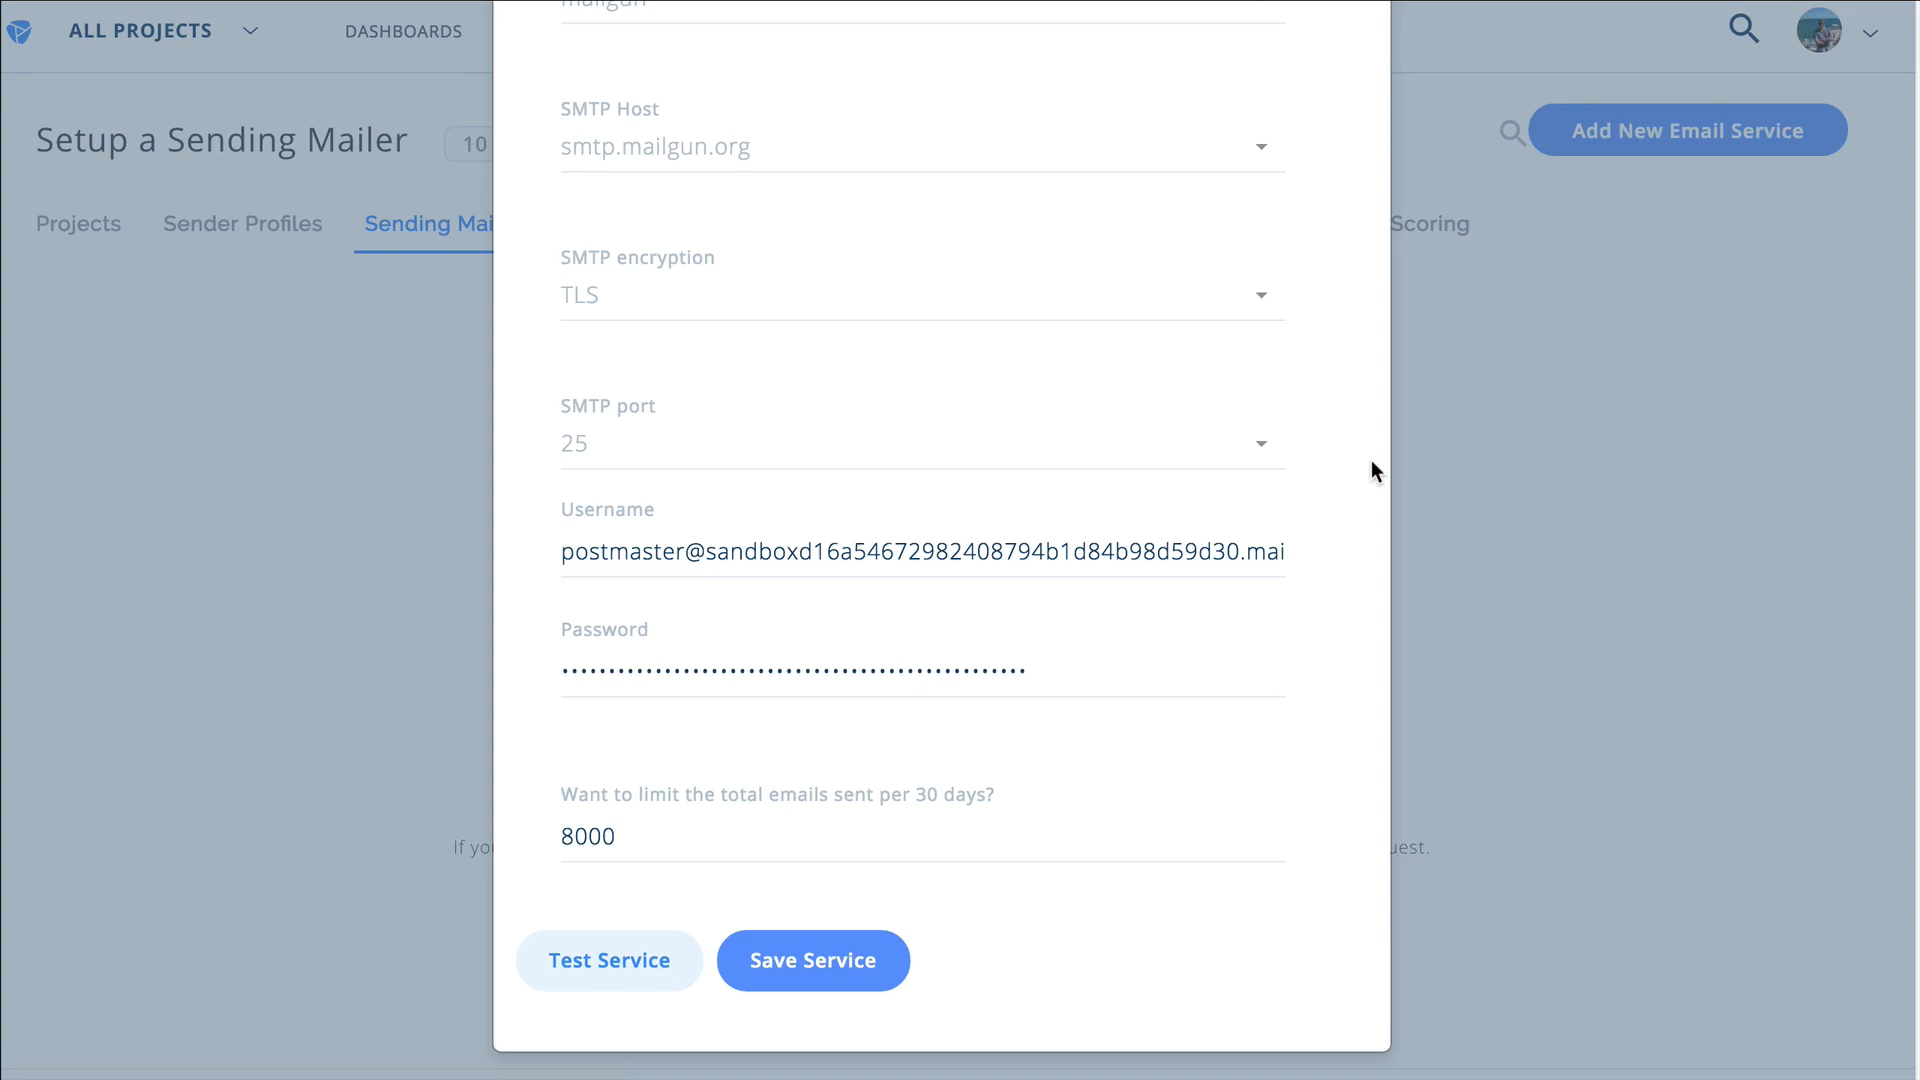 ALL PROJECTS
DASHBOARDS
mailgun
SMTP Host
smtp.mailgun.org
Setup a Sending Mailer
10
Add New Email Service
Projects
Sender Profiles
Sending Mai
Scoring
SMTP encryption
TLS
SMTP port
25
Username
postmaster@sandboxd16a54672982408794b1d84b98d59d30.mai
Password
Want to limit the total emails sent per 30 days?
8000
If you
uest.
Test Service
Save Service